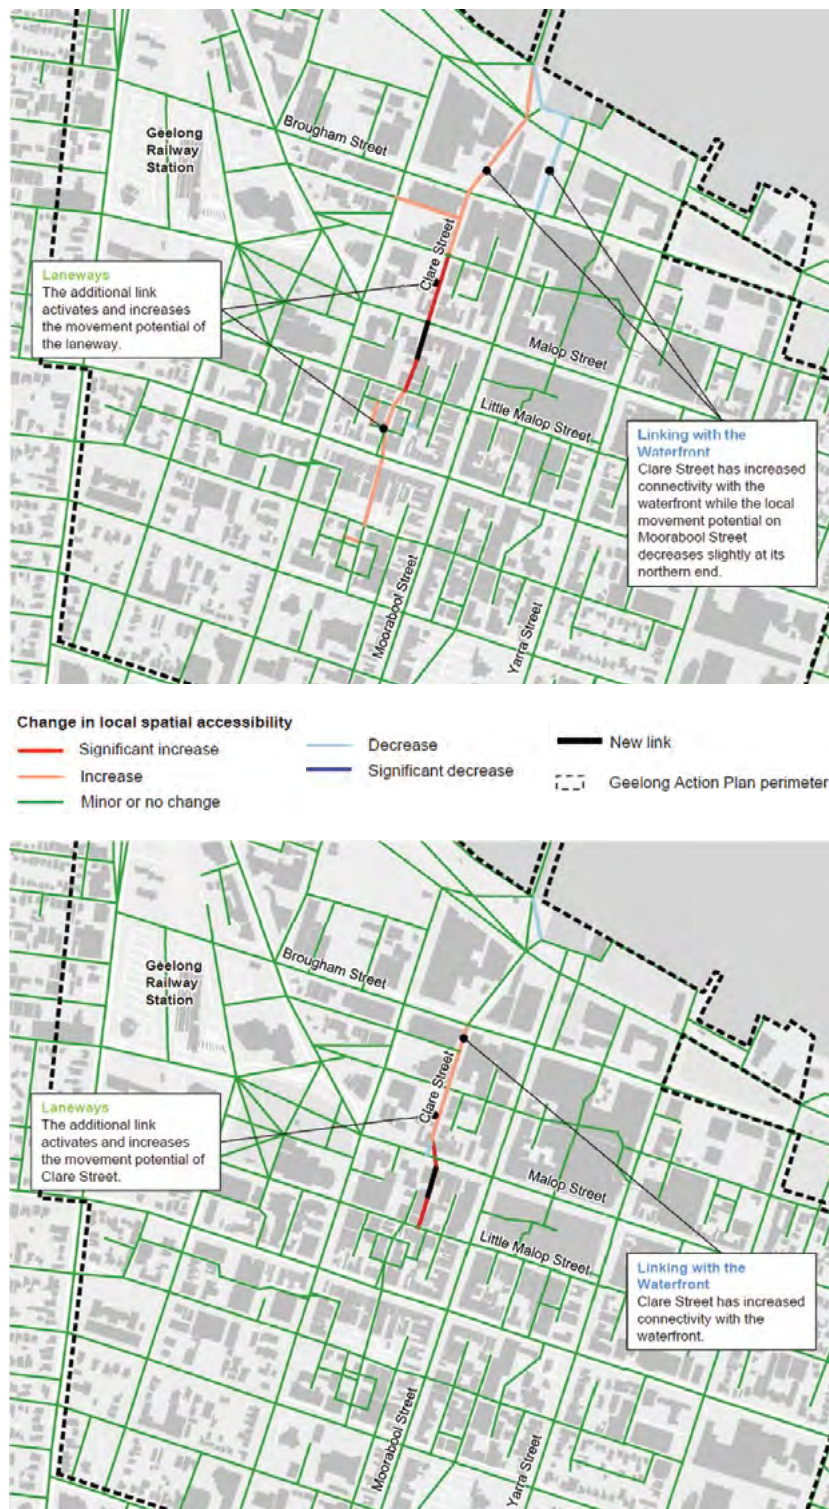 Brougham Street
Geelong
Railway
Station
Clare Street
Laneways
The additional link
activates and increases
the movement potential of
the laneway.
Malop Street
Little Malop Street
Linking with the
Waterfront
Clare Street has increased
connectivity with the
waterfront while the local
movement potential on
Moorabool Street
decreases slightly at its
northern end.
Moorabool Street
Yarra Street
Change in local spatial accessibility
Significant increase
Increase
Minor or no change
Decrease
Significant decrease
New link
Geelong Action Plan perimeter
Brougham Street
Geelong
Railway
Station
Clare Street
Laneways
The additional link
activates and increases
the movement potential of
Clare Street.
Malop Street
Little Malop Street
Linking with the
Waterfront
Clare Street has increased
connectivity with the
waterfront.
Moorabool Street
Yarra Street